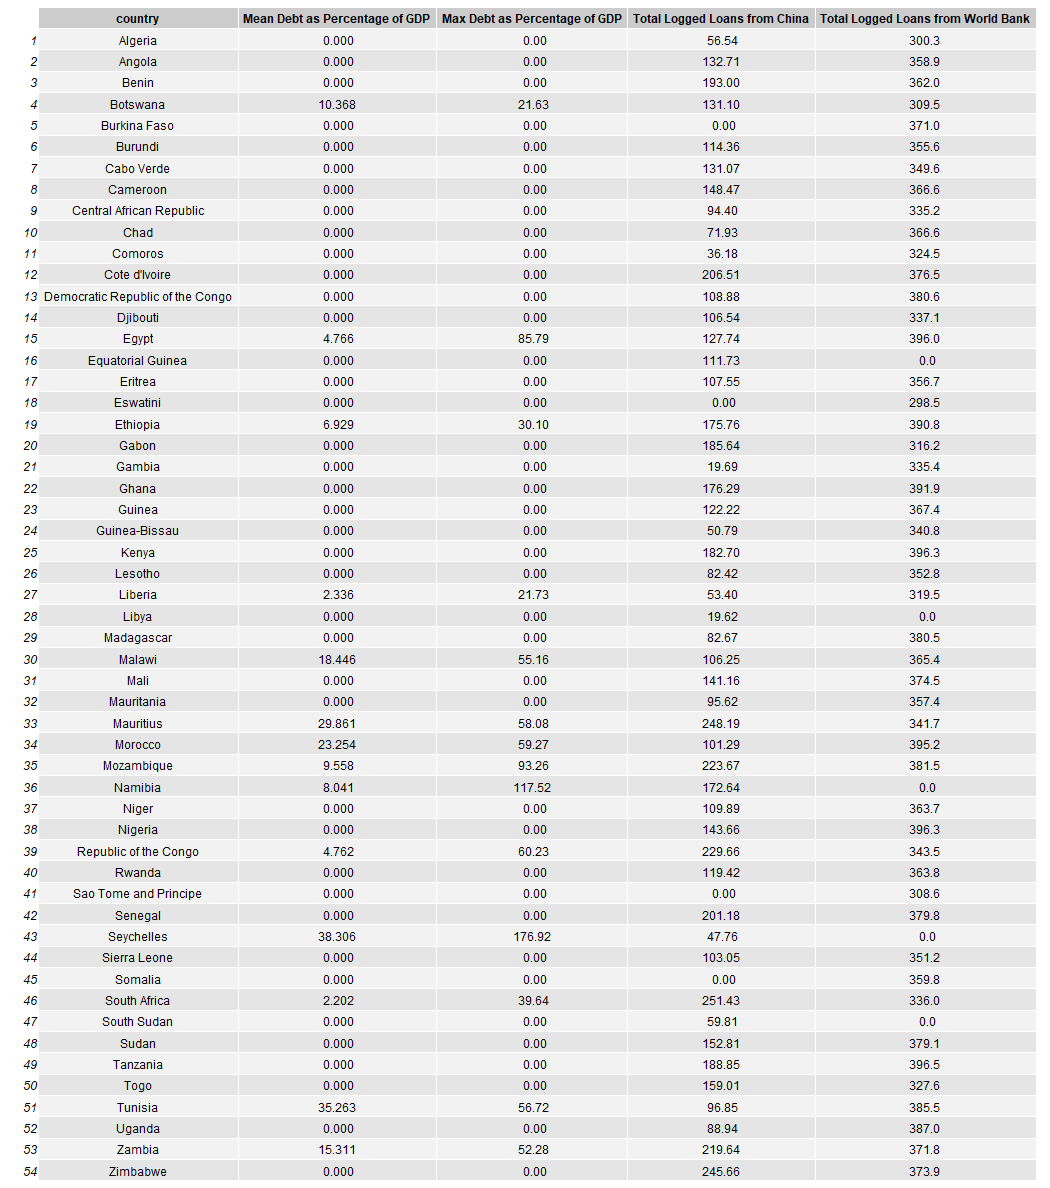 country Mean Debt as Percentage of GDP Max Debt as Percentage of GDP Total Logged Loans from China Total Logged Loans from World Bank
1 Algeria 0.000 0.00 56.54 300.3
2 Angola 0.000 0.00 132.71 358.9
3 Benin 0.000 0.00 193.00 362.0
4 Botswana 10.368 21.63 131.10 309.5
5 Burkina Faso 0.000 0.00 0.00 371.0
6 Burundi 0.000 0.00 114.36 355.6
7 Cabo Verde 0.000 0.00 131.07 349.6
8 Cameroon 0.000 0.00 148.47 366.6
9 Central African Republic 0.000 0.00 94.40 335.2
10 Chad 0.000 0.00 71.93 366.6
11 Comoros 0.000 0.00 36.18 324.5
12 Cote d'Ivoire 0.000 0.00 206.51 376.5
13 Democratic Republic of the Congo 0.000 0.00 108.88 380.6
14 Djibouti 0.000 0.00 106.54 337.1
15 Egypt 4.766 85.79 127.74 396.0
16 Equatorial Guinea 0.000 0.00 111.73 0.0
17 Eritrea 0.000 0.00 107.55 356.7
18 Eswatini 0.000 0.00 0.00 298.5
19 Ethiopia 6.929 30.10 175.76 390.8
20 Gabon 0.000 0.00 185.64 316.2
21 Gambia 0.000 0.00 19.69 335.4
22 Ghana 0.000 0.00 176.29 391.9
23 Guinea 0.000 0.00 122.22 367.4
24 Guinea-Bissau 0.000 0.00 50.79 340.8
25 Kenya 0.000 0.00 182.70 396.3
26 Lesotho 0.000 0.00 82.42 352.8
27 Liberia 2.336 21.73 53.40 319.5
28 Libya 0.000 0.00 19.62 0.0
29 Madagascar 0.000 0.00 82.67 380.5
30 Malawi 18.446 55.16 106.25 365.4
31 Mali 0.000 0.00 141.16 374.5
32 Mauritania 0.000 0.00 95.62 357.4
33 Mauritius 29.861 58.08 248.19 341.7
34 Morocco 23.254 59.27 101.29 395.2
35 Mozambique 9.558 93.26 223.67 381.5
36 Namibia 8.041 117.52 172.64 0.0
37 Niger 0.000 0.00 109.89 363.7
38 Nigeria 0.000 0.00 143.66 396.3
39 Republic of the Congo 4.762 60.23 229.66 343.5
40 Rwanda 0.000 0.00 119.42 363.8
41 Sao Tome and Principe 0.000 0.00 0.00 308.6
42 Senegal 0.000 0.00 201.18 379.8
43 Seychelles 38.306 176.92 47.76 0.0
44 Sierra Leone 0.000 0.00 103.05 351.2
45 Somalia 0.000 0.00 0.00 359.8
46 South Africa 2.202 39.64 251.43 336.0
47 South Sudan 0.000 0.00 59.81 0.0
48 Sudan 0.000 0.00 152.81 379.1
49 Tanzania 0.000 0.00 188.85 396.5
50 Togo 0.000 0.00 159.01 327.6
51 Tunisia 35.263 56.72 96.85 385.5
52 Uganda 0.000 0.00 88.94 387.0
53 Zambia 15.311 52.28 219.64 371.8
54 Zimbabwe 0.000 0.00 245.66 373.9